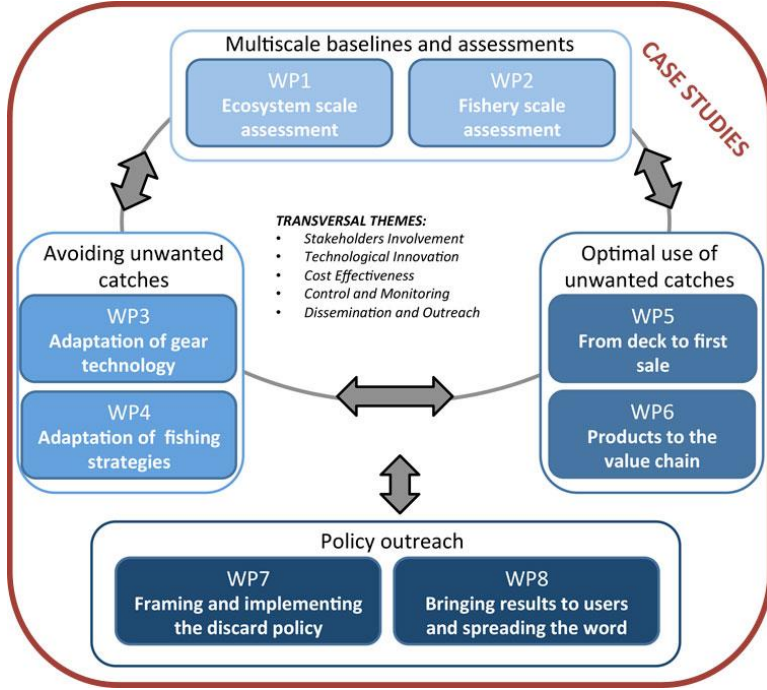 Multiscale baselines and assessments
WP1
Ecosystem scale
assessment
WP2
Fishery scale
assessment
CASE STUDIES
TRANSVERSAL THEMES:
• Stakeholders Involvement
• Technological Innovation
• Cost Effectiveness
• Control and Monitoring
• Dissemination and Outreach
Avoiding unwanted
catches
WP3
Adaptation of gear
technology
WP4
Adaptation of fishing
strategies
Optimal use of
unwanted catches
WP5
From deck to first
sale
WP6
Products to the
value chain
Policy outreach
WP7
Framing and implementing
the discard policy
WP8
Bringing results to users
and spreading the word